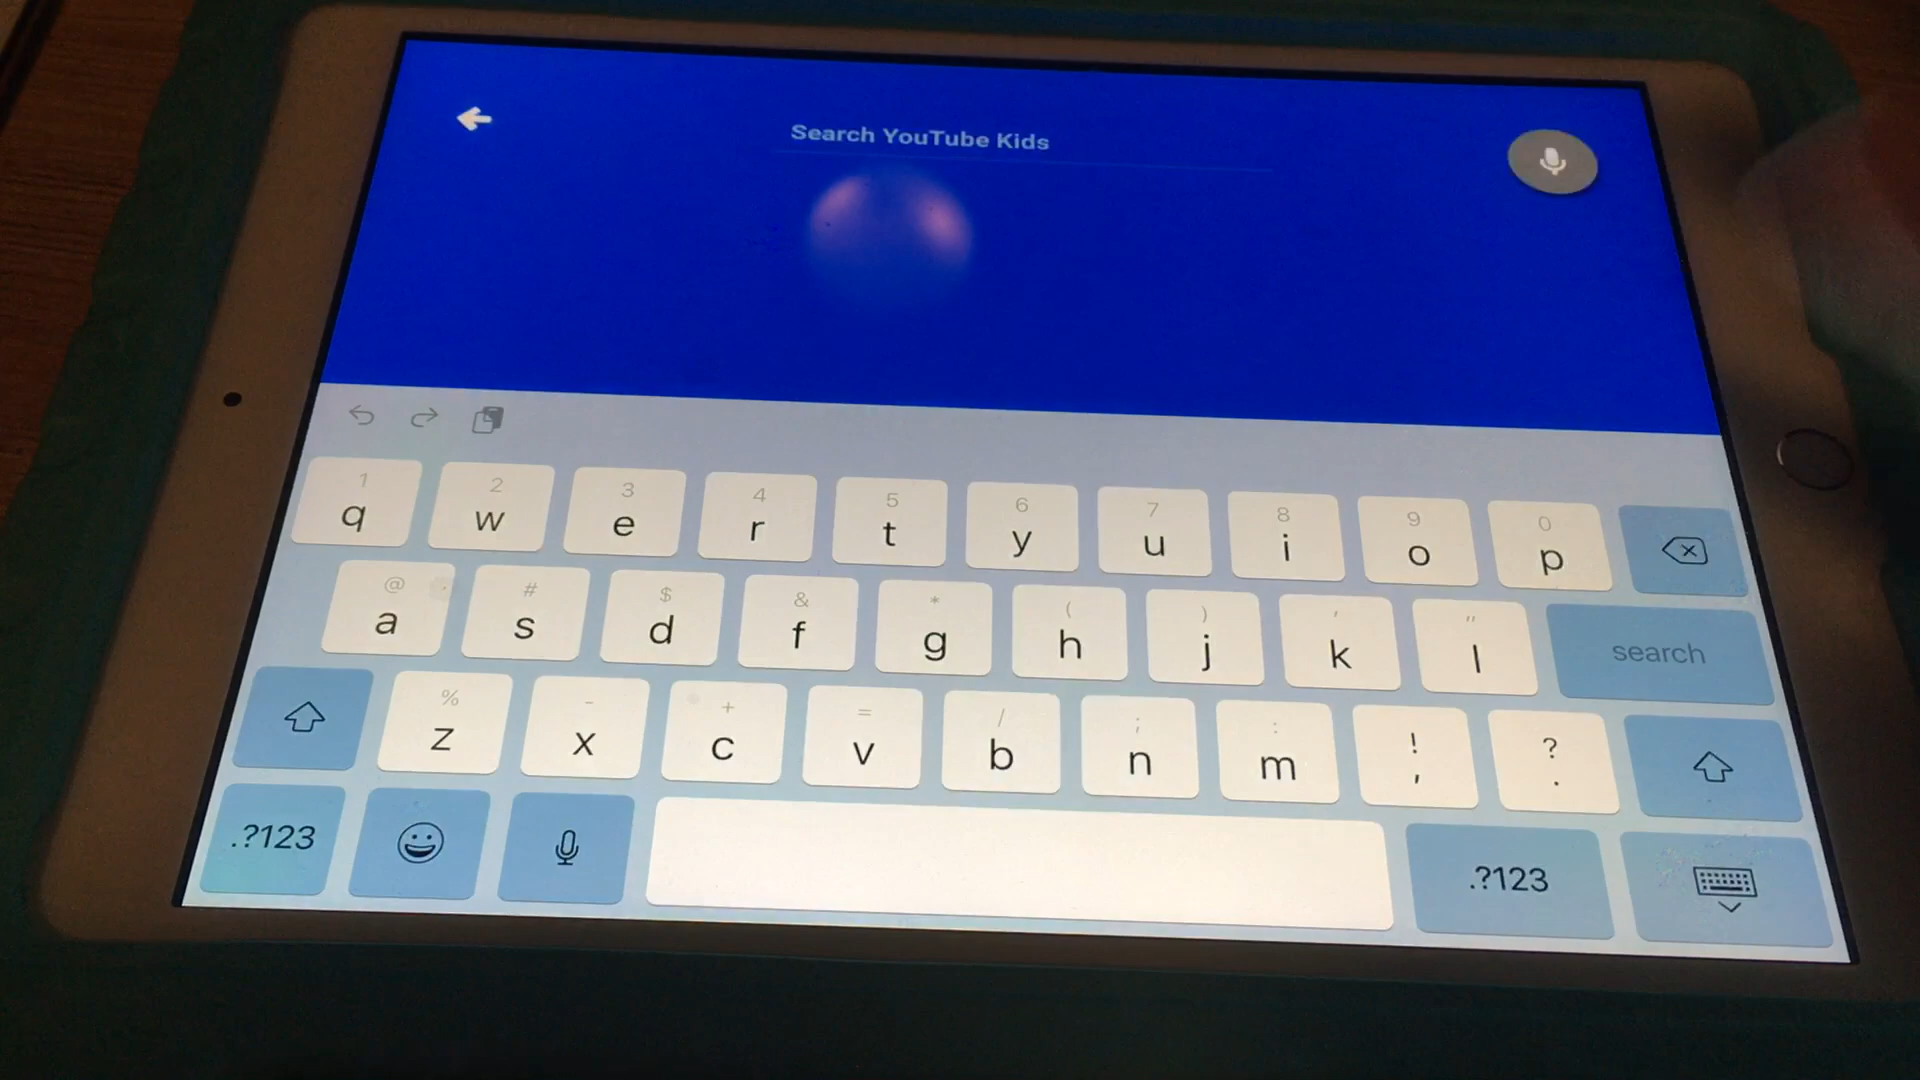 Search YouTube Kids
1 2 3 4 5 6 7 8 9 0
q w e r t y u i o p
@ # $ & * ( ) ' "
a s d f g h j k l search
% - + = / ; : ! ?
z x c v b n m , .
.?123 .?123